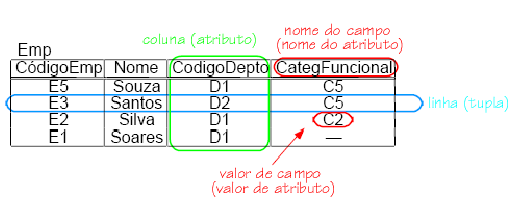 nome do campo
(nome do atributo)
coluna (atributo)
Emp
CódigoEmp Nome CodigoDepto CategFuncional
E5 Souza D1 C5
E3 Santos D2 C5
linha (tupla)
E2 Silva D1 C2
E1 Soares D1 —
valor de campo
(valor de atributo)